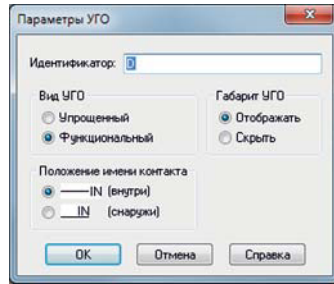 Параметры УГО
Идентификатор: D
Вид УГО
Упрощенный
Функциональный
Габарит УГО
Отображать
Скрыть
Положение имени контакта
IN (внутри)
IN (снаружи)
OK Отмена Справка